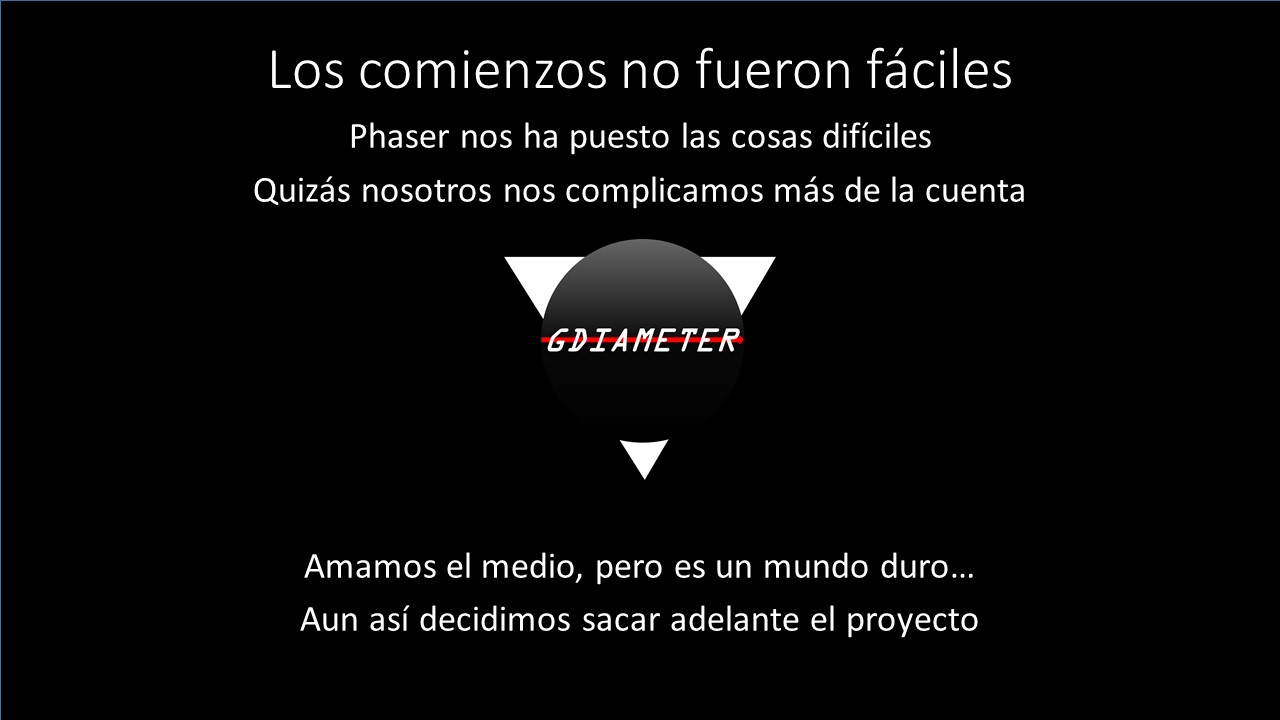 Los comienzos no fueron fáciles
Phaser nos ha puesto las cosas difíciles
Quizás nosotros nos complicamos más de la cuenta
GDIAMETER
Amamos el medio, pero es un mundo duro…
Aun así decidimos sacar adelante el proyecto